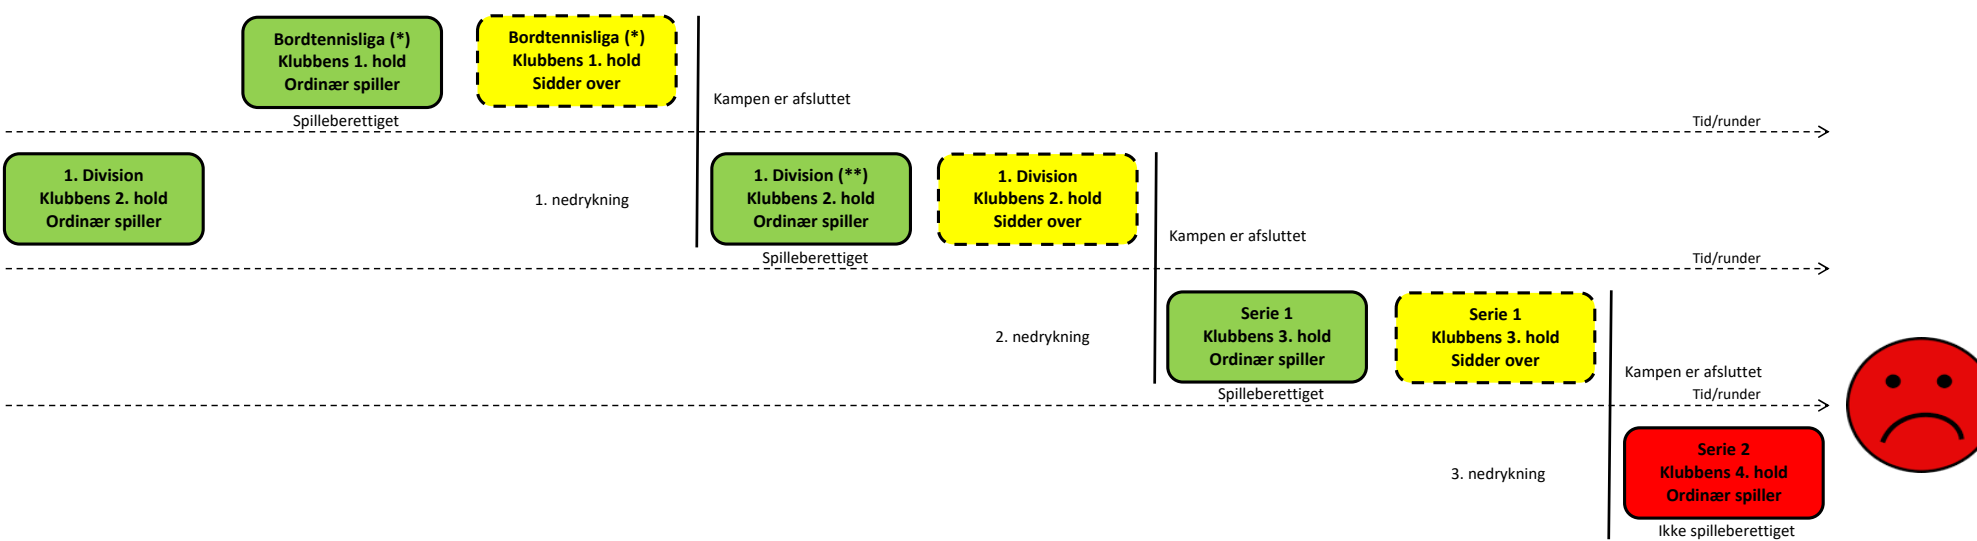 Bordtennisliga (*)
Klubbens 1. hold
Ordinær spiller
Spilleberettiget
Bordtennisliga (*)
Klubbens 1. hold
Sidder over
Kampen er afsluttet
Tid/runder
1. Division
Klubbens 2. hold
Ordinær spiller
1. nedrykning
1. Division (**)
Klubbens 2. hold
Ordinær spiller
Spilleberettiget
1. Division
Klubbens 2. hold
Sidder over
Kampen er afsluttet
Tid/runder
2. nedrykning
Serie 1
Klubbens 3. hold
Ordinær spiller
Spilleberettiget
Serie 1
Klubbens 3. hold
Sidder over
Kampen er afsluttet
Tid/runder
3. nedrykning
Serie 2
Klubbens 4. hold
Ordinær spiller
Ikke spilleberettiget